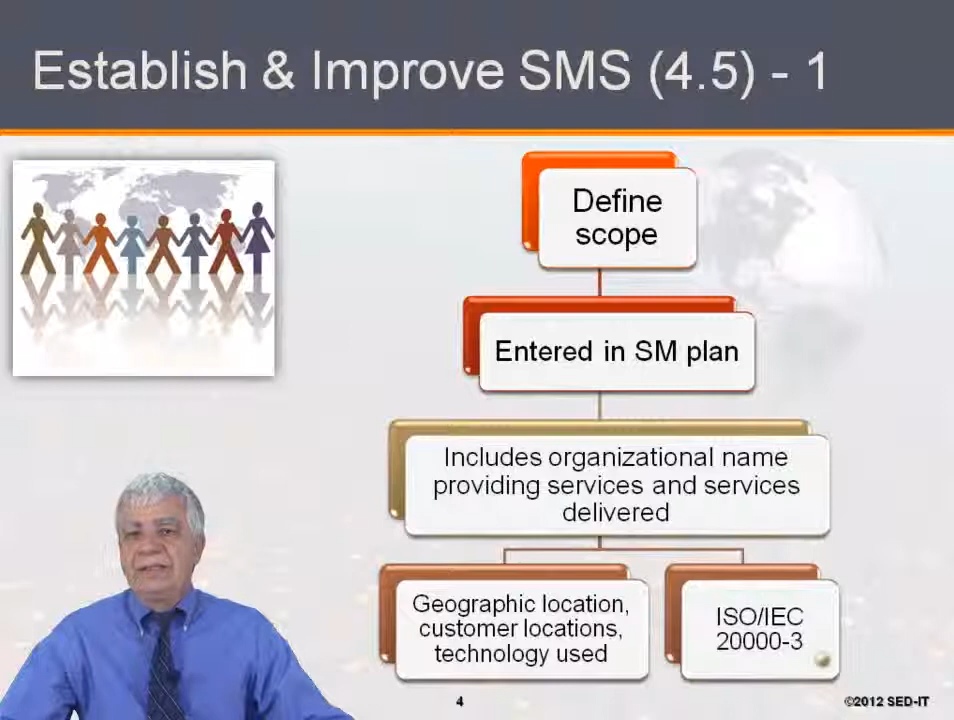 Establish & Improve SMS (4.5) - 1
Define
scope
Entered in SM plan
Includes organizational name
providing services and services
delivered
Geographic location,
customer locations,
technology used
ISO/IEC
20000-3
4
©2012 SED-IT